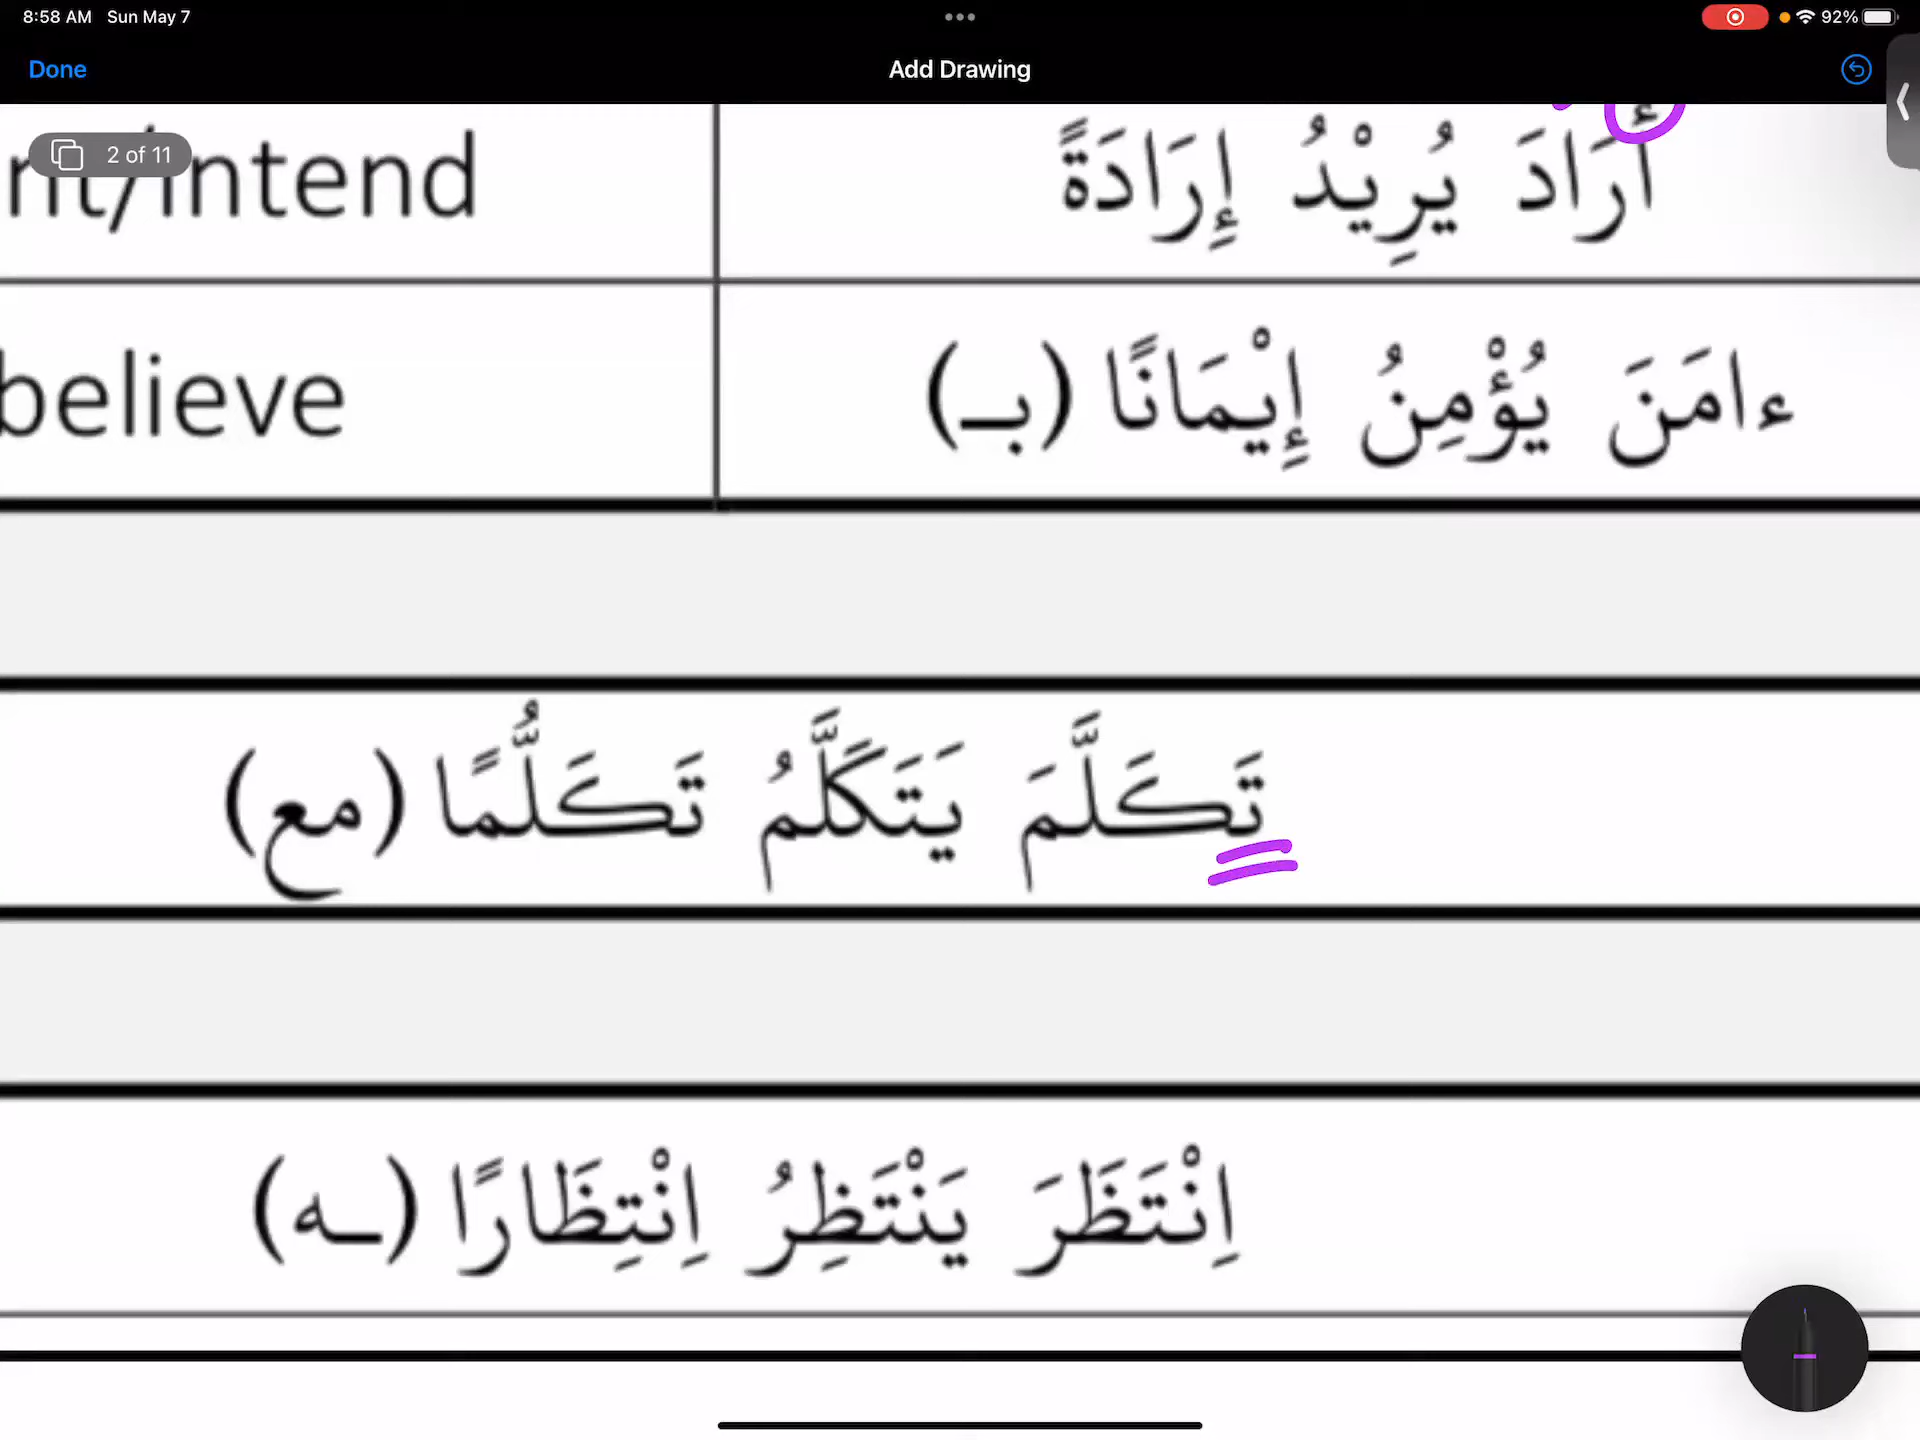 8:58 AM Sun May 7
92%
Done
Add Drawing
2 of 11
nt/intend
أَرَادَ يُرِيْدُ إِرَادَةً
believe
ءامَنَ يُؤْمِنُ إِيْمَانًا (بـ)
تَكَلَّمَ يَتَكَلَّمُ تَكَلُّمًا (مع)
اِنْتَظَرَ يَنْتَظِرُ اِنْتِظَارًا (ـه)